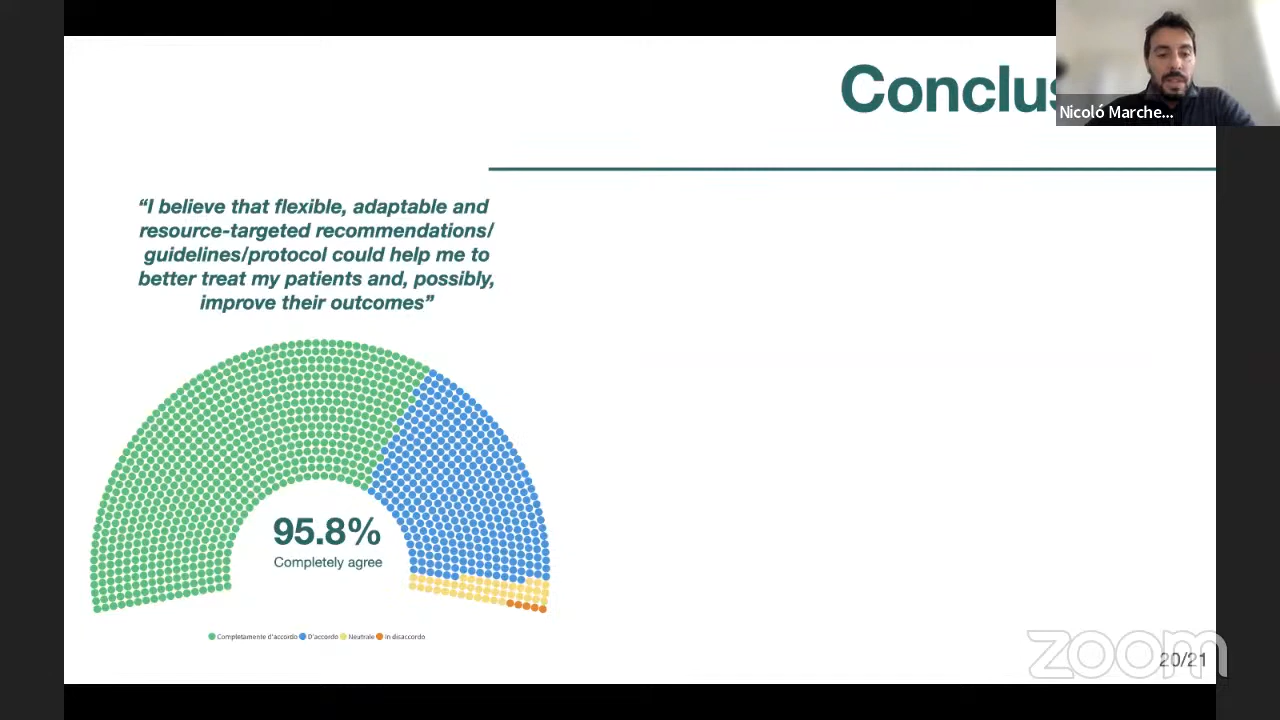 Conclus
Nicoló Marche...
“I believe that flexible, adaptable and
resource-targeted recommendations/
guidelines/protocol could help me to
better treat my patients and, possibly,
improve their outcomes”
95.8%
Completely agree
Completamente d'accordo D'accordo Neutrale In disaccordo
zoom
20/21